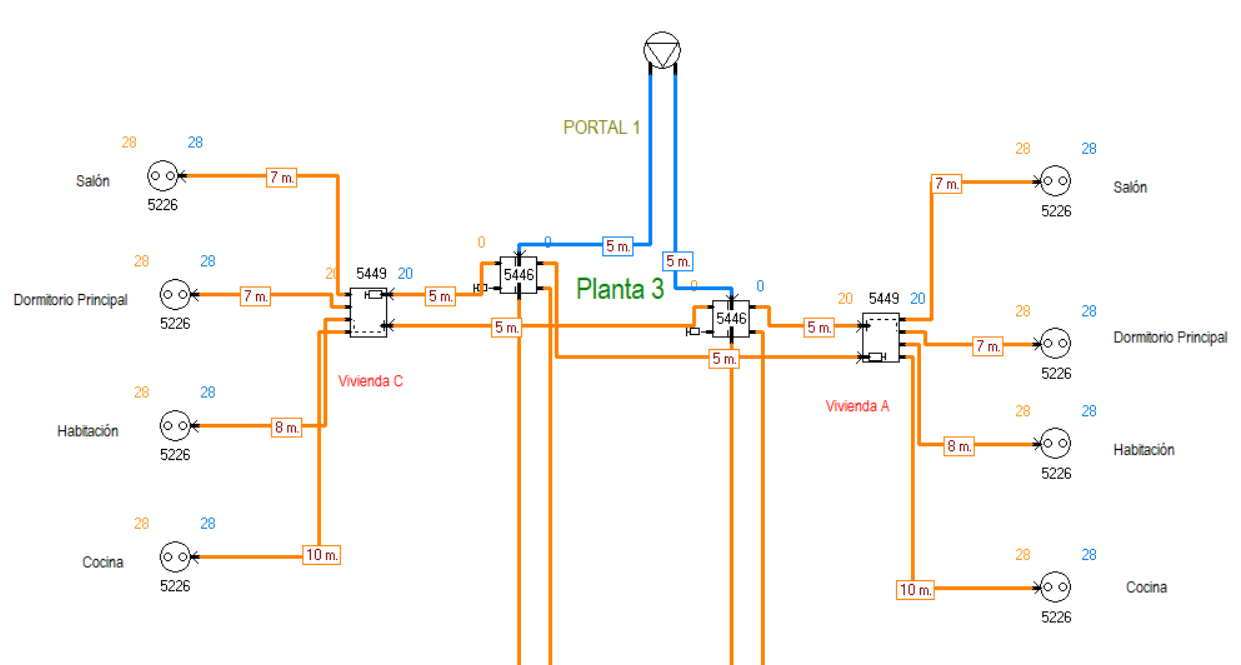 PORTAL 1
28 28
Salón
7 m.
5226
28 28
Dormitorio Principal
7 m.
5226
20 5449 20
5 m.
0 0
5446
5 m.
5 m.
Planta 3
0 0
5446
5 m.
5 m.
5 m.
20 5449 20
Vivienda C
Vivienda A
28 28
Habitación
8 m.
5226
28 28
Cocina
10 m.
5226
28 28
7 m.
Salón
5226
28 28
7 m.
Dormitorio Principal
5226
28 28
8 m.
Habitación
5226
28 28
10 m.
Cocina
5226